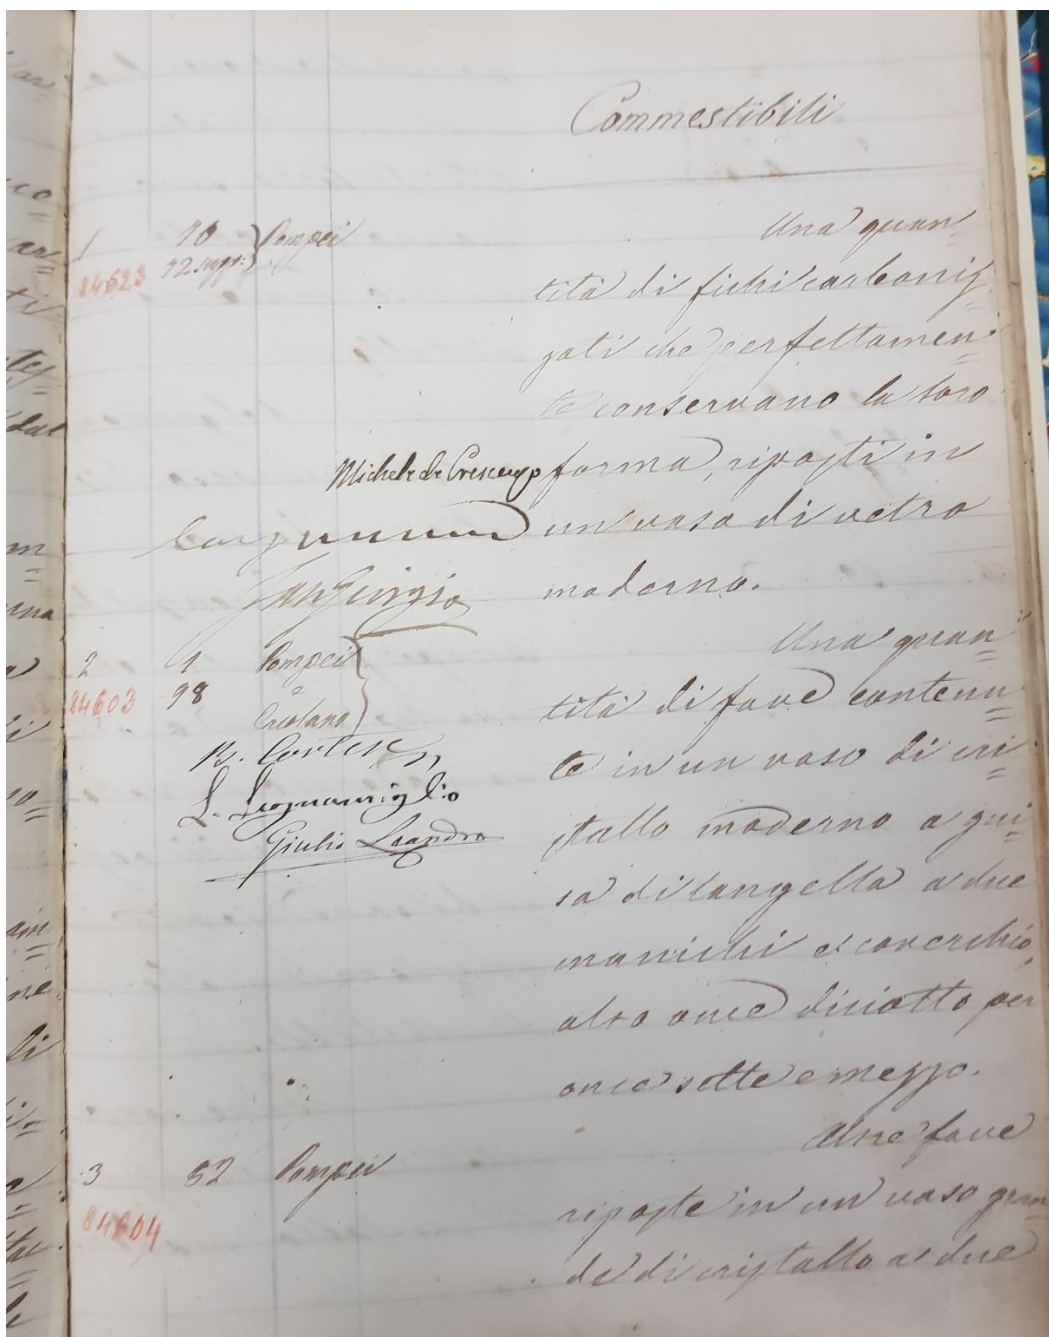 Commestibili
1 10 Pompei Una quan=
84623 12 supp:
tità di fichi carboniz=
zati che perfettamen=
te conservano la loro
Michele de Crescenzo forma, riposti in
un vaso di vetro
Sangiorgio moderno.
Una quan=
2 1 Pompei
84603 98 e tità di fave contenu=
Ercolano
B. Cortese te in un vaso di cri=
L. Scognamiglio
stallo moderno a gui=
Giulio Leandro
sa di langella a due
manichi e coverchio,
alto once diciotto per
once sette e mezzo.
Altre fave
3 52 Pompei
84604 riposte in un vaso gran=
de di cristallo a due